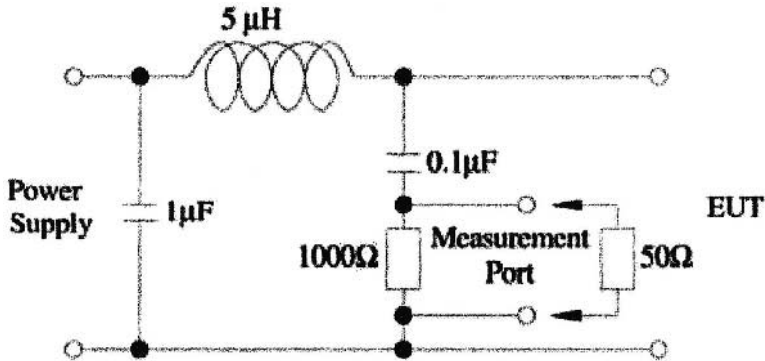 5 µH
0.1µF
Power
Supply
1µF
EUT
1000Ω
Measurement
Port
50Ω